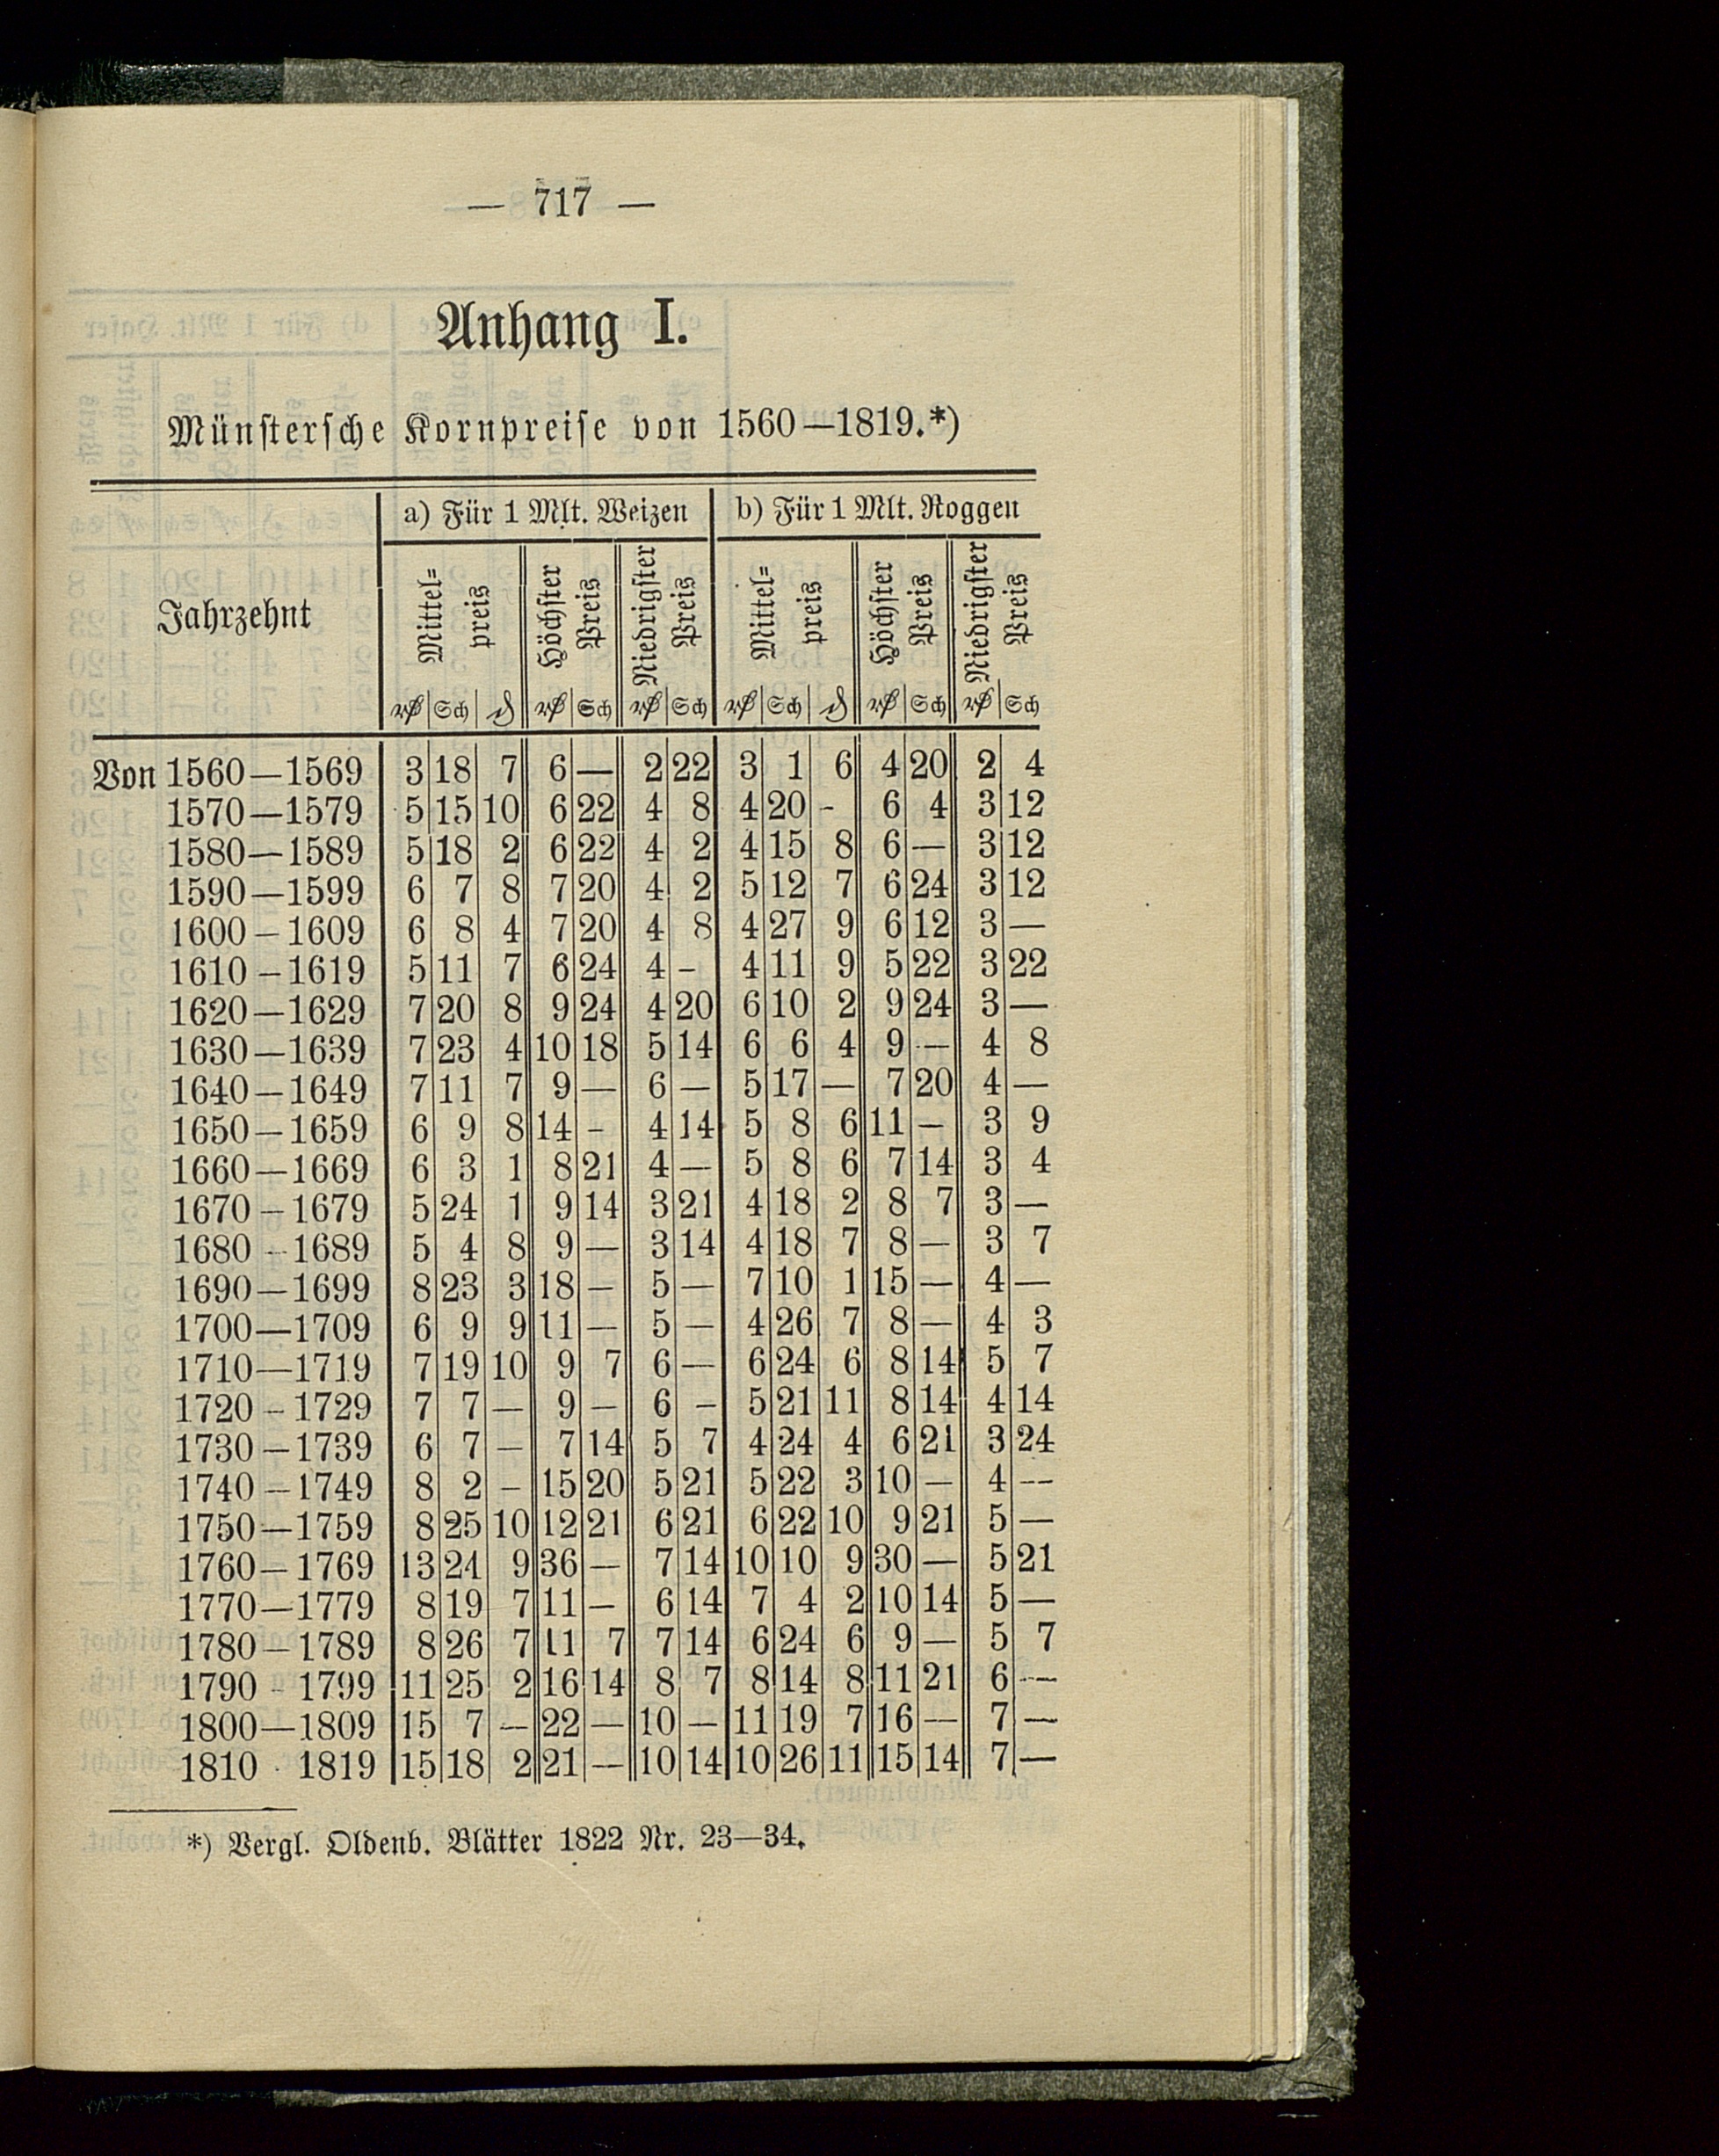 — 717 —
Anhang I.
Münstersche Kornpreise von 1560—1819.*)
Jahrzehnt | a) Für 1 Mlt. Weizen | b) Für 1 Mlt. Roggen
Mittel=preis | Höchster Preis | Niedrigster Preis | Mittel=preis | Höchster Preis | Niedrigster Preis
Sch | Sch | Sch | Sch | Sch | Sch
Von 1560—1569 3 18 7 6 — 2 22 3 1 6 4 20 2 4
1570—1579 5 15 10 6 22 4 8 4 20 - 6 4 3 12
1580—1589 5 18 2 6 22 4 2 4 15 8 6 — 3 12
1590—1599 6 7 8 7 20 4 2 5 12 7 6 24 3 12
1600—1609 6 8 4 7 20 4 8 4 27 9 6 12 3 —
1610—1619 5 11 7 6 24 4 - 4 11 9 5 22 3 22
1620—1629 7 20 8 9 24 4 20 6 10 2 9 24 3 —
1630—1639 7 23 4 10 18 5 14 6 6 4 9 — 4 8
1640—1649 7 11 7 9 — 6 — 5 17 — 7 20 4 —
1650—1659 6 9 8 14 - 4 14 5 8 6 11 — 3 9
1660—1669 6 3 1 8 21 4 — 5 8 6 7 14 3 4
1670—1679 5 24 1 9 14 3 21 4 18 2 8 7 3 —
1680—1689 5 4 8 9 — 3 14 4 18 7 8 — 3 7
1690—1699 8 23 3 18 — 5 — 7 10 1 15 — 4 —
1700—1709 6 9 9 11 — 5 — 4 26 7 8 — 4 3
1710—1719 7 19 10 9 7 6 — 6 24 6 8 14 5 7
1720—1729 7 7 — 9 — 6 - 5 21 11 8 14 4 14
1730—1739 6 7 — 7 14 5 7 4 24 4 6 21 3 24
1740—1749 8 2 - 15 20 5 21 5 22 3 10 — 4 —
1750—1759 8 25 10 12 21 6 21 6 22 10 9 21 5 —
1760—1769 13 24 9 36 — 7 14 10 10 9 30 — 5 21
1770—1779 8 19 7 11 — 6 14 7 4 2 10 14 5 —
1780—1789 8 26 7 11 7 7 14 6 24 6 9 — 5 7
1790-1799 11 25 2 16 14 8 7 8 14 8 11 21 6 —
1800—1809 15 7 — 22 — 10 — 11 19 7 16 — 7 —
1810 1819 15 18 2 21 — 10 14 10 26 11 15 14 7 —
*) Vergl. Oldenb. Blätter 1822 Nr. 23—34.